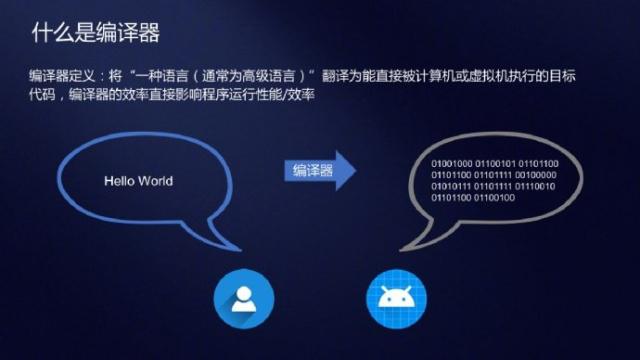 什么是编译器
编译器定义：将“一种语言（通常为高级语言）”翻译为能直接被计算机或虚拟机执行的目标
代码，编译器的效率直接影响程序运行性能/效率
Hello World
编译器
01001000 01100101 01101100
01101100 01101111 00100000
01010111 01101111 01110010
01101100 01100100